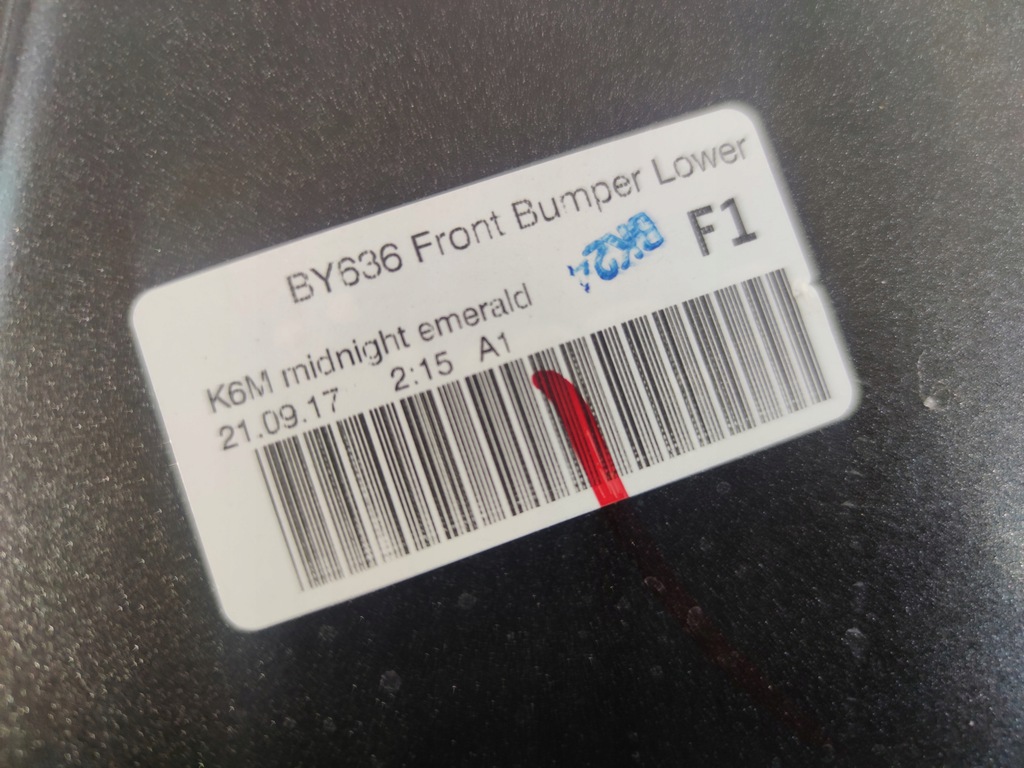 BY636 Front Bumper Lower
F1
K6M midnight emerald
21.09.17 2:15 A1